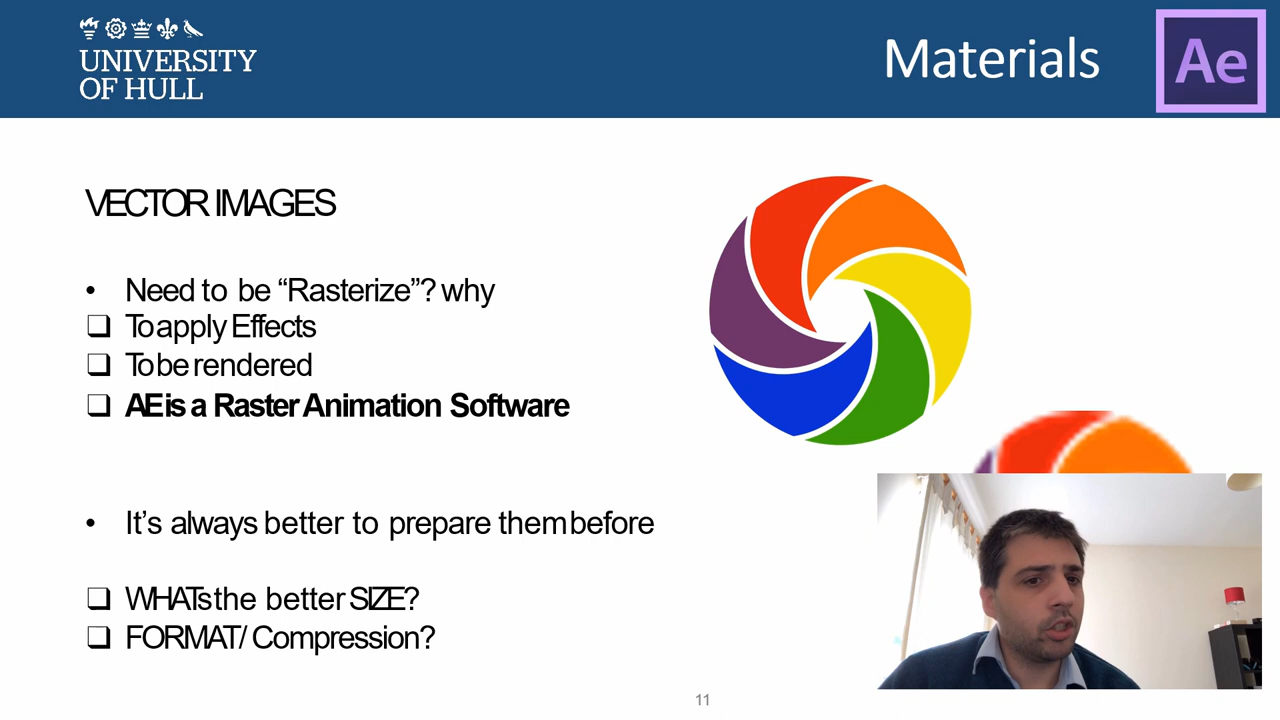 UNIVERSITY
OF HULL
Materials
Ae
VECTOR IMAGES
• Need to be “Rasterize”? why
❑ To apply Effects
❑ To be rendered
❑ AE is a Raster Animation Software
• It’s always better to prepare them before
❑ WHATs the better SIZE?
❑ FORMAT/ Compression?
11